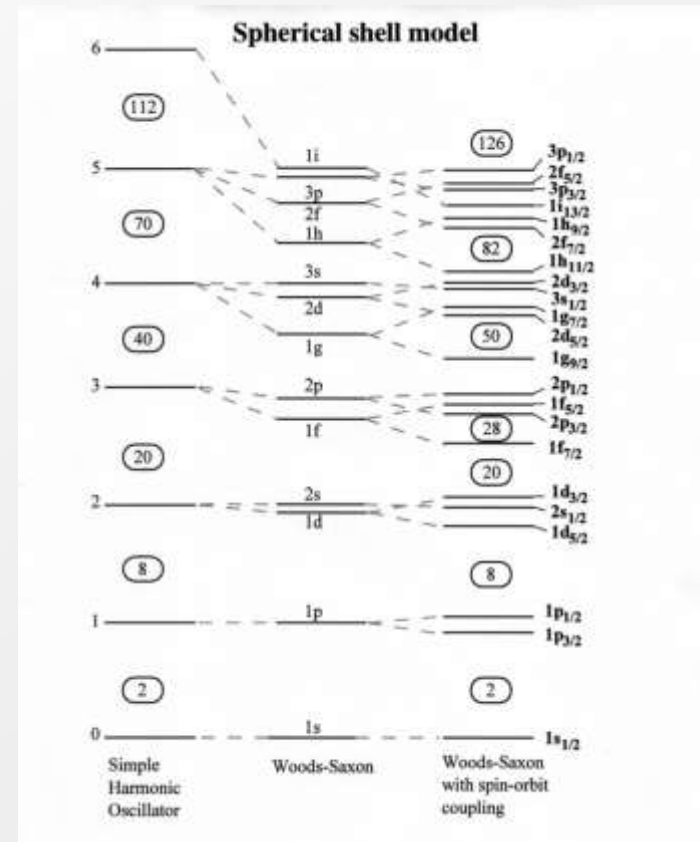 Spherical shell model
6
112
5
70
4
40
3
20
2
8
1
2
0
Simple
Harmonic
Oscillator
1i
3p
2f
1h
3s
2d
1g
2p
1f
2s
1d
1p
1s
Woods-Saxon
126
82
50
28
20
8
2
3p1/2
2f5/2
3p3/2
1i13/2
1h9/2
2f7/2
1h11/2
2d3/2
3s1/2
1g7/2
2d5/2
1g9/2
2p1/2
1f5/2
2p3/2
1f7/2
1d3/2
2s1/2
1d5/2
1p1/2
1p3/2
1s1/2
Woods-Saxon
with spin-orbit
coupling